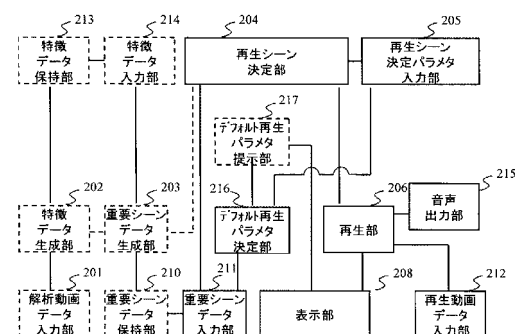 213
214
204
205
特徴
データ
保持部
特徴
データ
入力部
再生シーン
決定部
再生シーン
決定パラメタ
入力部
217
デフォルト再生
パラメタ
提示部
202
203
216
206
215
特徴
データ
生成部
重要シーン
データ
生成部
デフォルト再生
パラメタ
決定部
再生部
音声
出力部
201
210
211
208
212
解析動画
データ
入力部
重要シーン
データ
保持部
重要シーン
データ
入力部
表示部
再生動画
データ
入力部